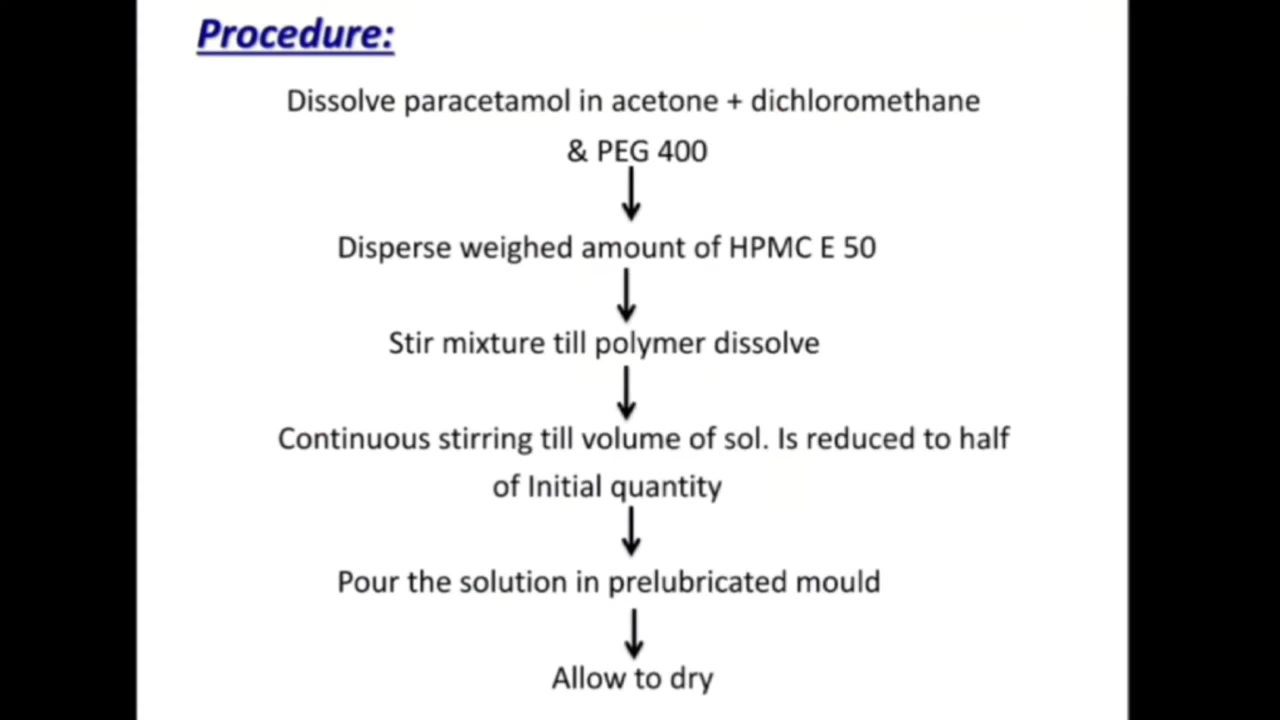 Procedure:
Dissolve paracetamol in acetone + dichloromethane
& PEG 400
Disperse weighed amount of HPMC E 50
Stir mixture till polymer dissolve
Continuous stirring till volume of sol. Is reduced to half
of Initial quantity
Pour the solution in prelubricated mould
Allow to dry